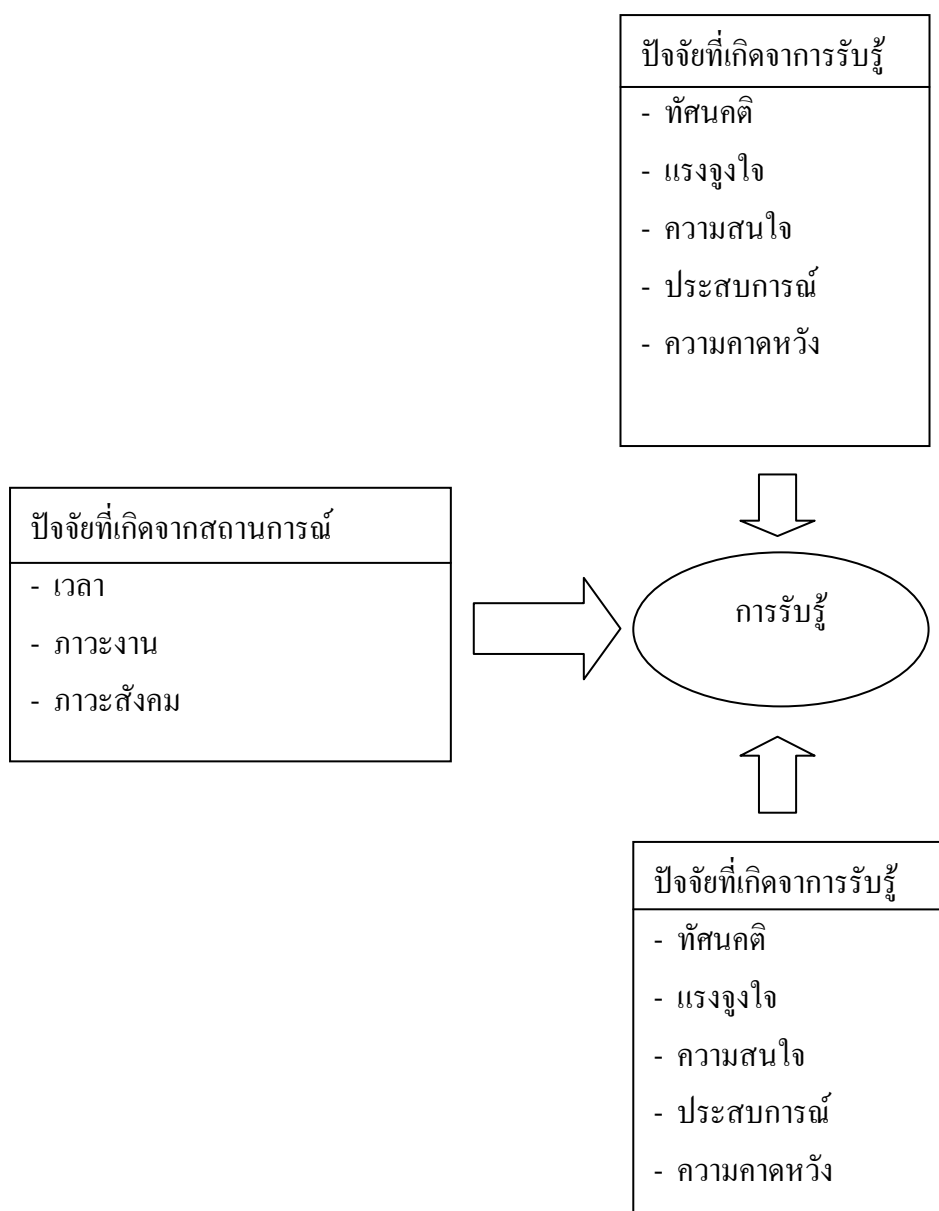 ปัจจัยที่เกิดจาการรับรู้
- ทัศนคติ
- แรงจูงใจ
- ความสนใจ
- ประสบการณ์
- ความคาดหวัง
ปัจจัยที่เกิดจากสถานการณ์
- เวลา
- ภาวะงาน
- ภาวะสังคม
การรับรู้
ปัจจัยที่เกิดจาการรับรู้
- ทัศนคติ
- แรงจูงใจ
- ความสนใจ
- ประสบการณ์
- ความคาดหวัง